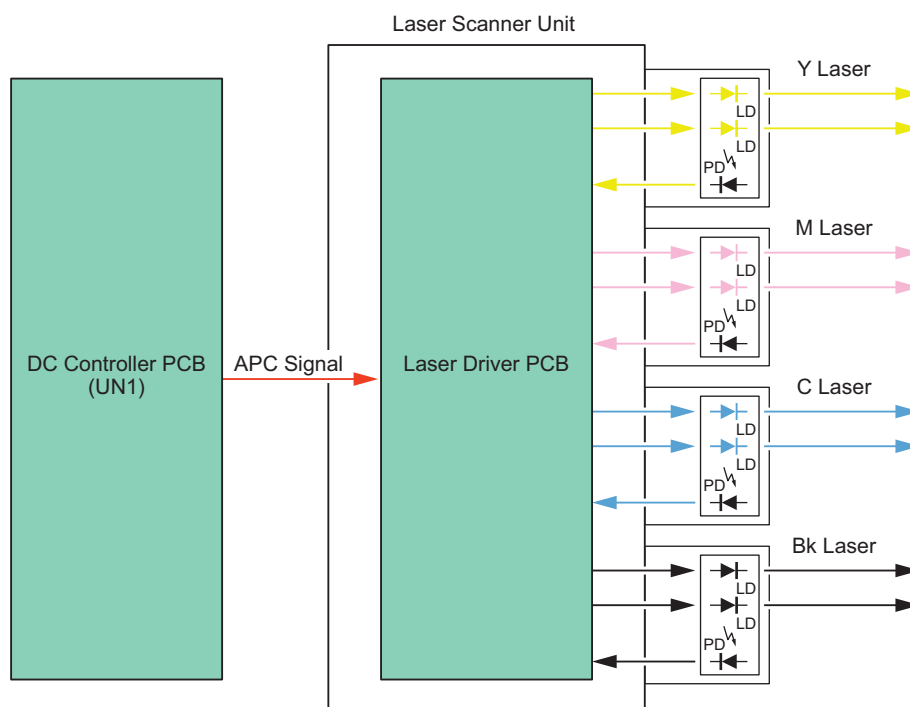 Laser Scanner Unit
Y Laser
LD
LD
PD
M Laser
LD
LD
PD
DC Controller PCB
(UN1)
APC Signal
Laser Driver PCB
C Laser
LD
LD
PD
Bk Laser
LD
LD
PD